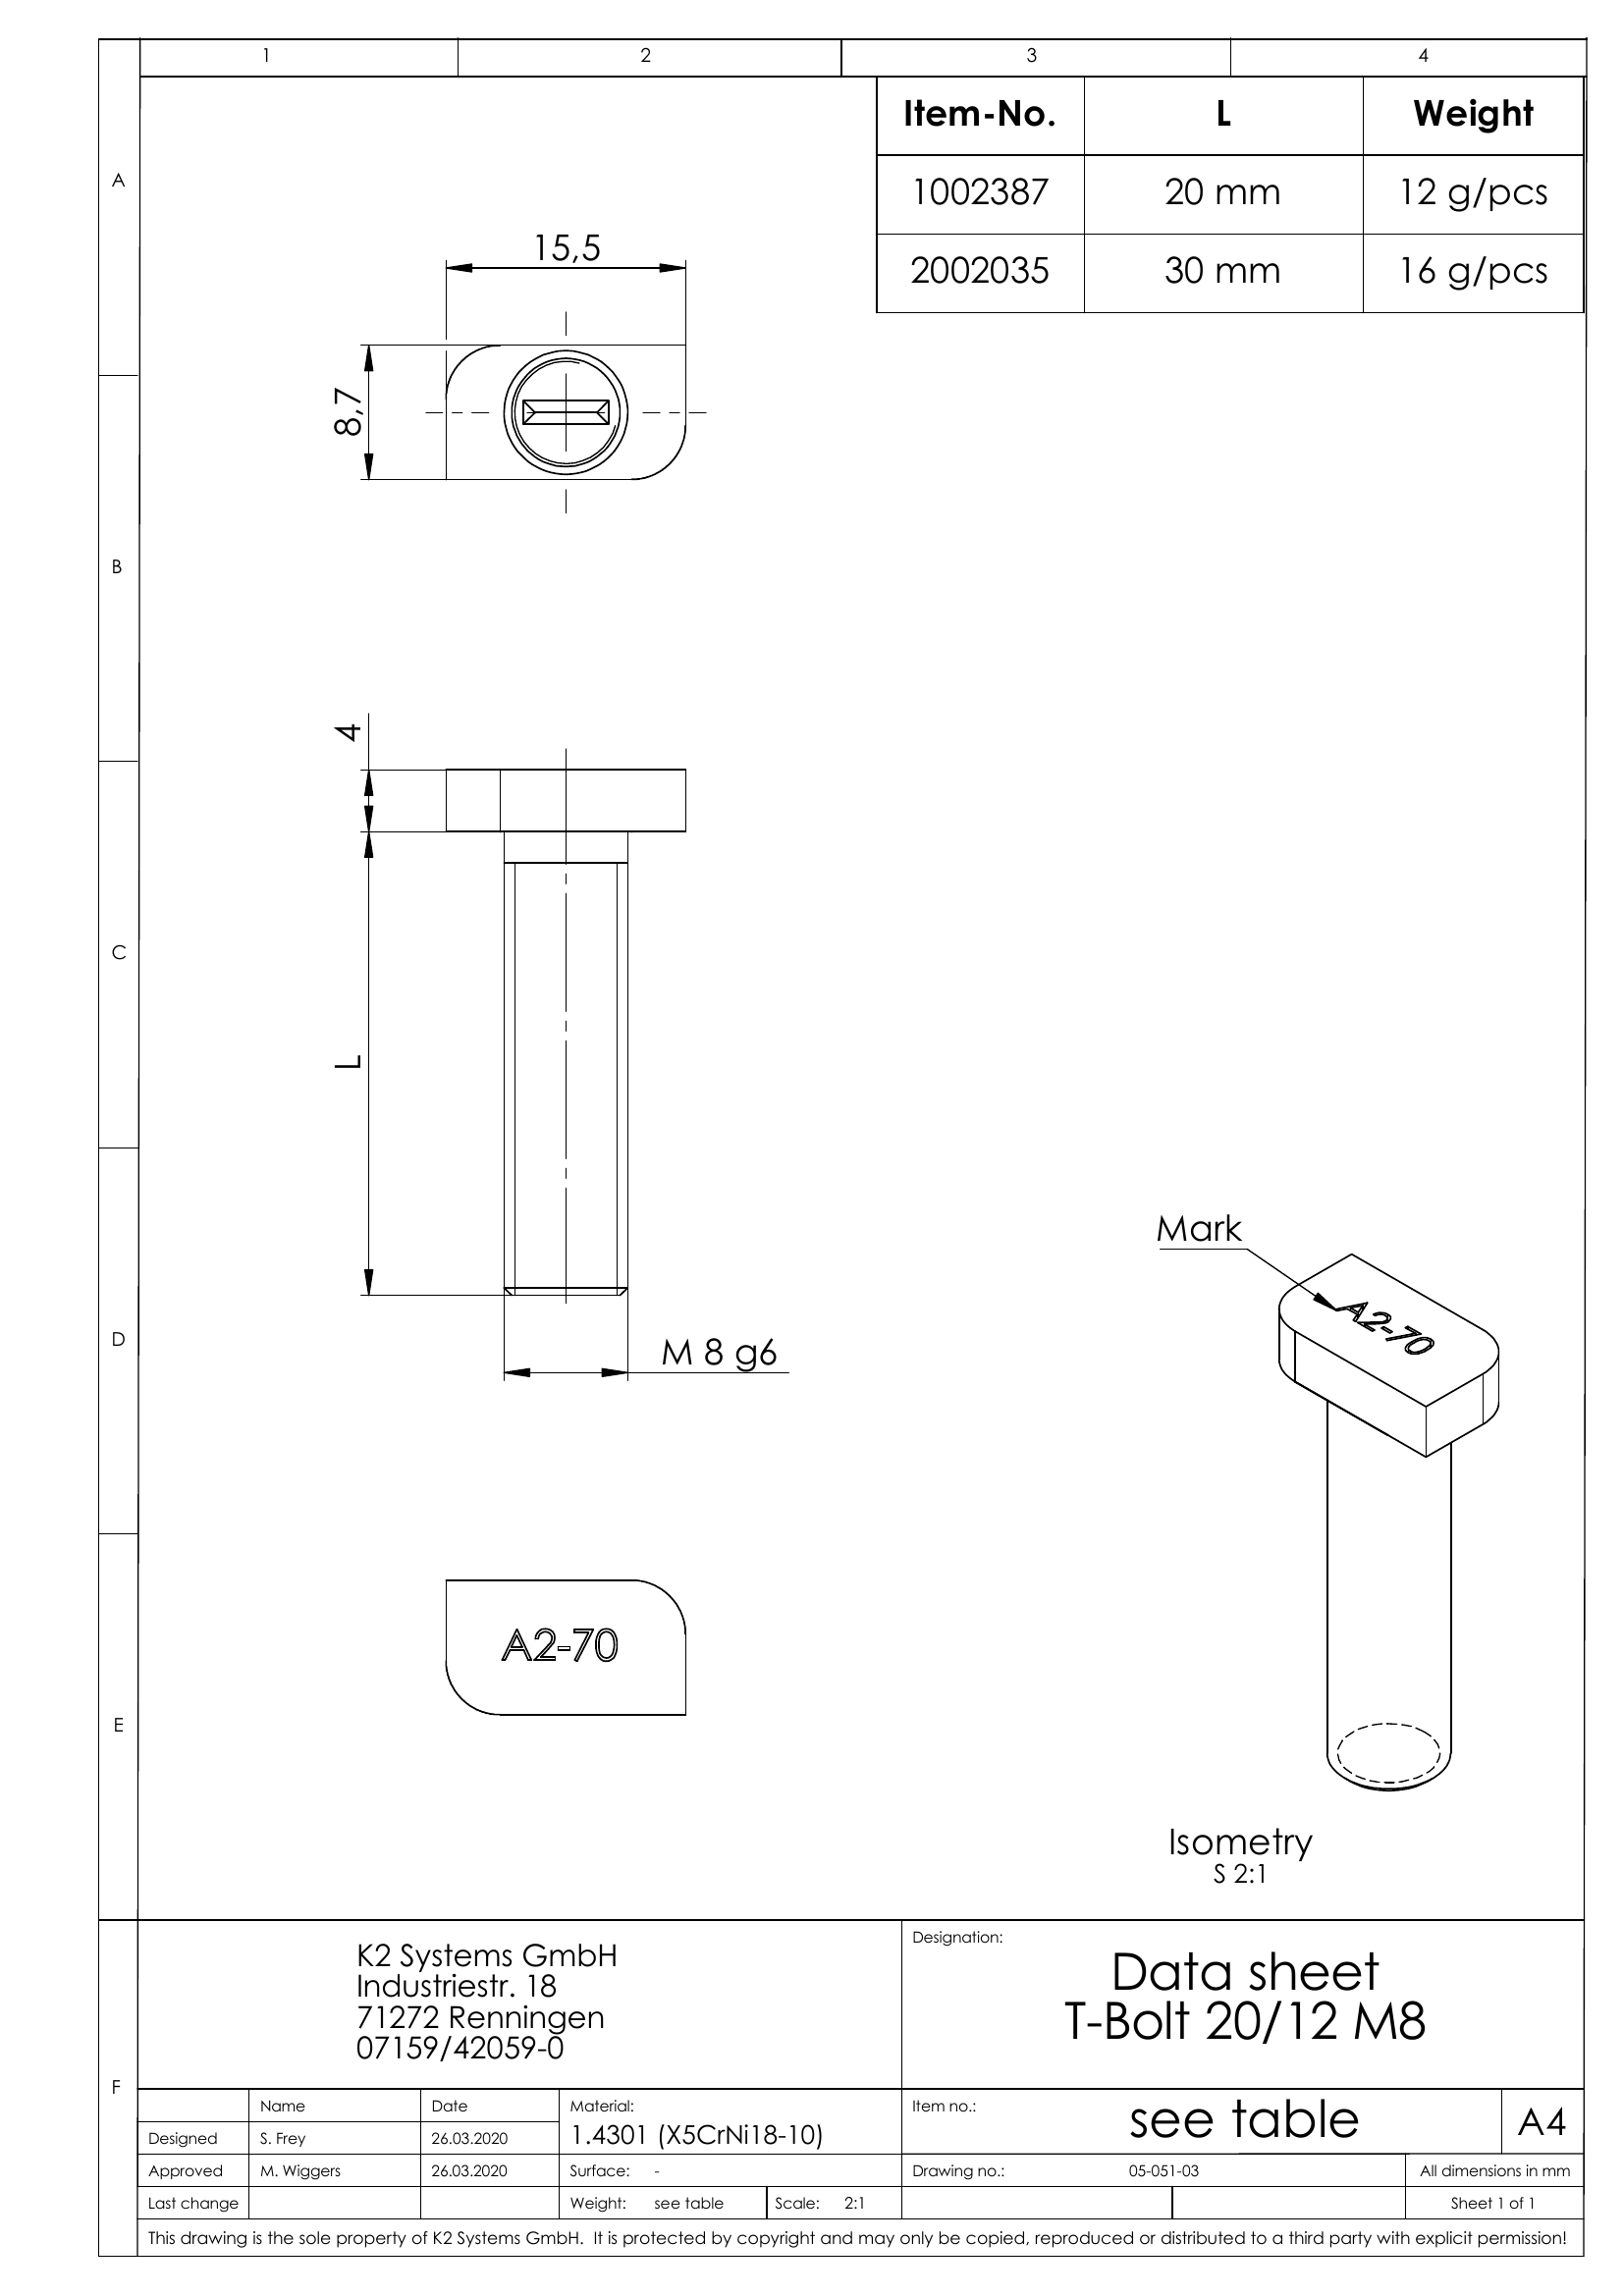 1 2 3 4
Item-No. L Weight
1002387 20 mm 12 g/pcs
2002035 30 mm 16 g/pcs
A
15,5
8,7
B
4
C
L
Mark
A2-70
D
M 8 g6
A2-70
E
Isometry
S 2:1
K2 Systems GmbH
Industriestr. 18
71272 Renningen
07159/42059-0
Designation:
Data sheet
T-Bolt 20/12 M8
F
Name Date Material: Item no.: see table A4
Designed S. Frey 26.03.2020 1.4301 (X5CrNi18-10)
Approved M. Wiggers 26.03.2020 Surface: - Drawing no.: 05-051-03 All dimensions in mm
Last change Weight: see table Scale: 2:1 Sheet 1 of 1
This drawing is the sole property of K2 Systems GmbH. It is protected by copyright and may only be copied, reproduced or distributed to a third party with explicit permission!